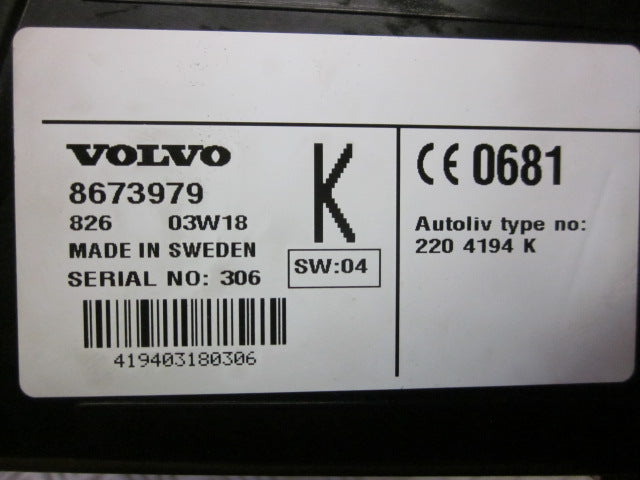 VOLVO
8673979
826 03W18
MADE IN SWEDEN
SERIAL NO: 306
K
SW:04
419403180306
CE 0681
Autoliv type no:
220 4194 K